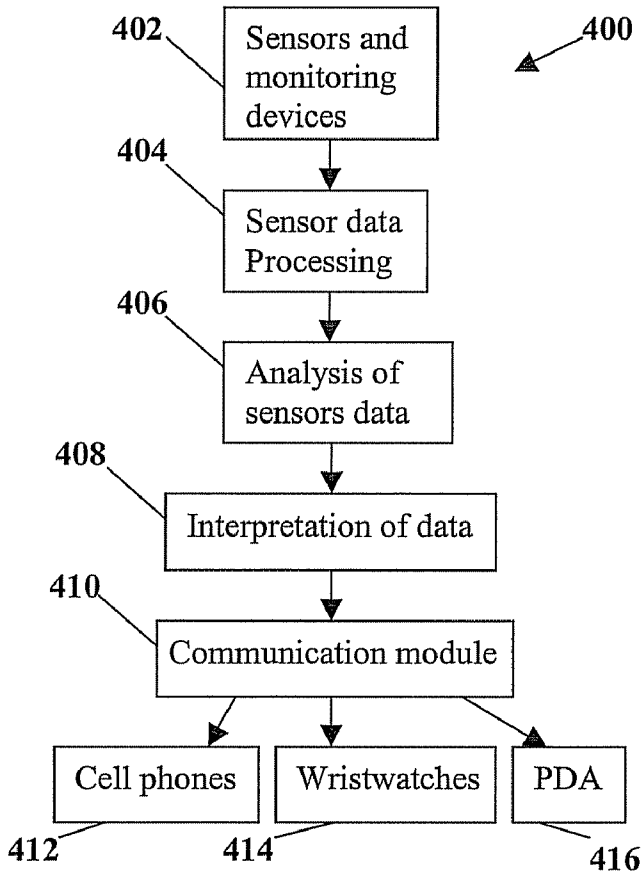 402
Sensors and
monitoring
devices
400
404
Sensor data
Processing
406
Analysis of
sensors data
408
Interpretation of data
410
Communication module
Cell phones
Wristwatches
PDA
412
414
416